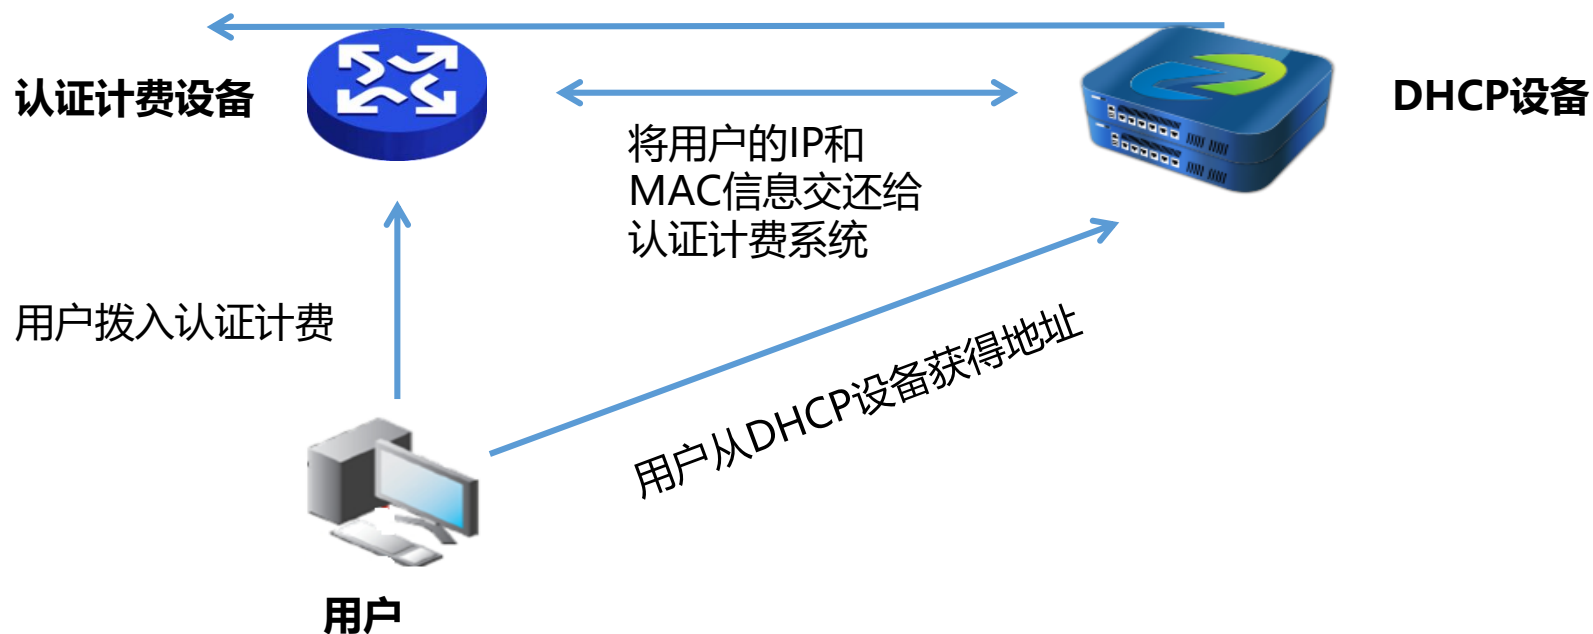 认证计费设备
DHCP设备
将用户的IP和
MAC信息交还给
认证计费系统
用户拨入认证计费
用户从DHCP设备获得地址
用户